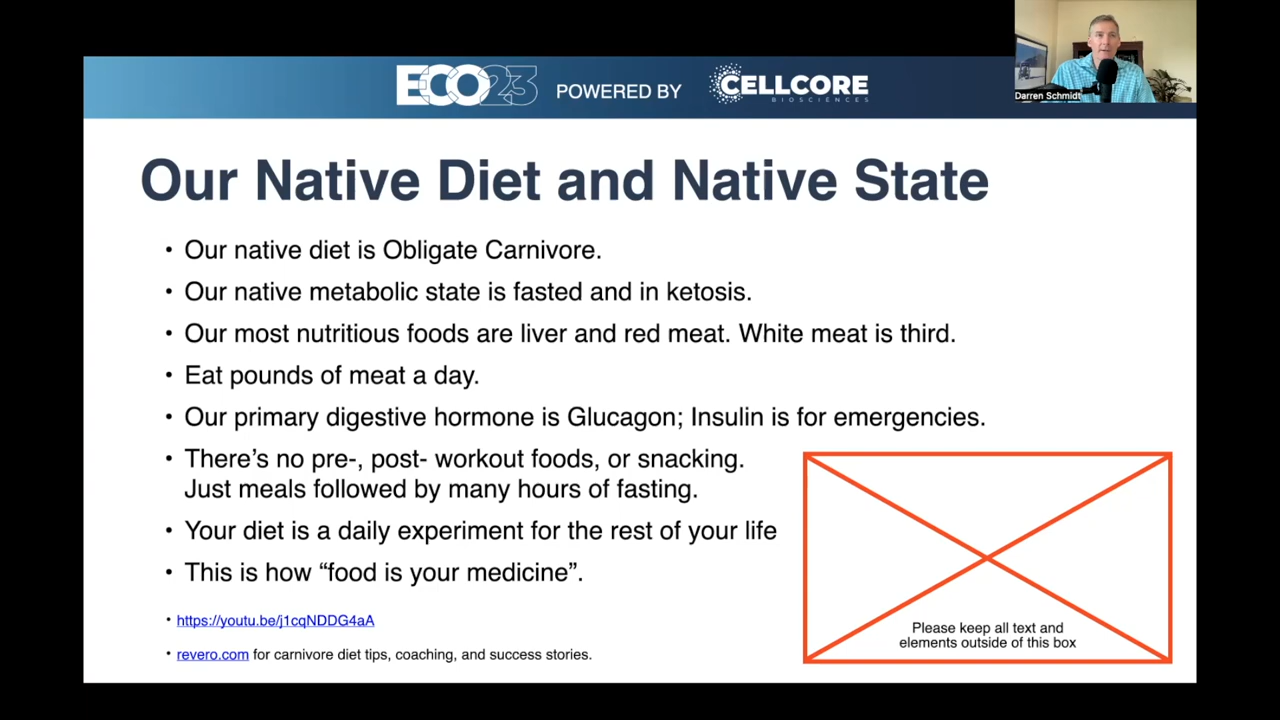 ECO23 POWERED BY CELLCORE
BIOSCIENCES
Darren Schmidt
Our Native Diet and Native State
• Our native diet is Obligate Carnivore.
• Our native metabolic state is fasted and in ketosis.
• Our most nutritious foods are liver and red meat. White meat is third.
• Eat pounds of meat a day.
• Our primary digestive hormone is Glucagon; Insulin is for emergencies.
• There’s no pre-, post- workout foods, or snacking.
Just meals followed by many hours of fasting.
• Your diet is a daily experiment for the rest of your life
• This is how “food is your medicine”.
• https://youtu.be/j1cqNDDG4aA
• revero.com for carnivore diet tips, coaching, and success stories.
Please keep all text and
elements outside of this box